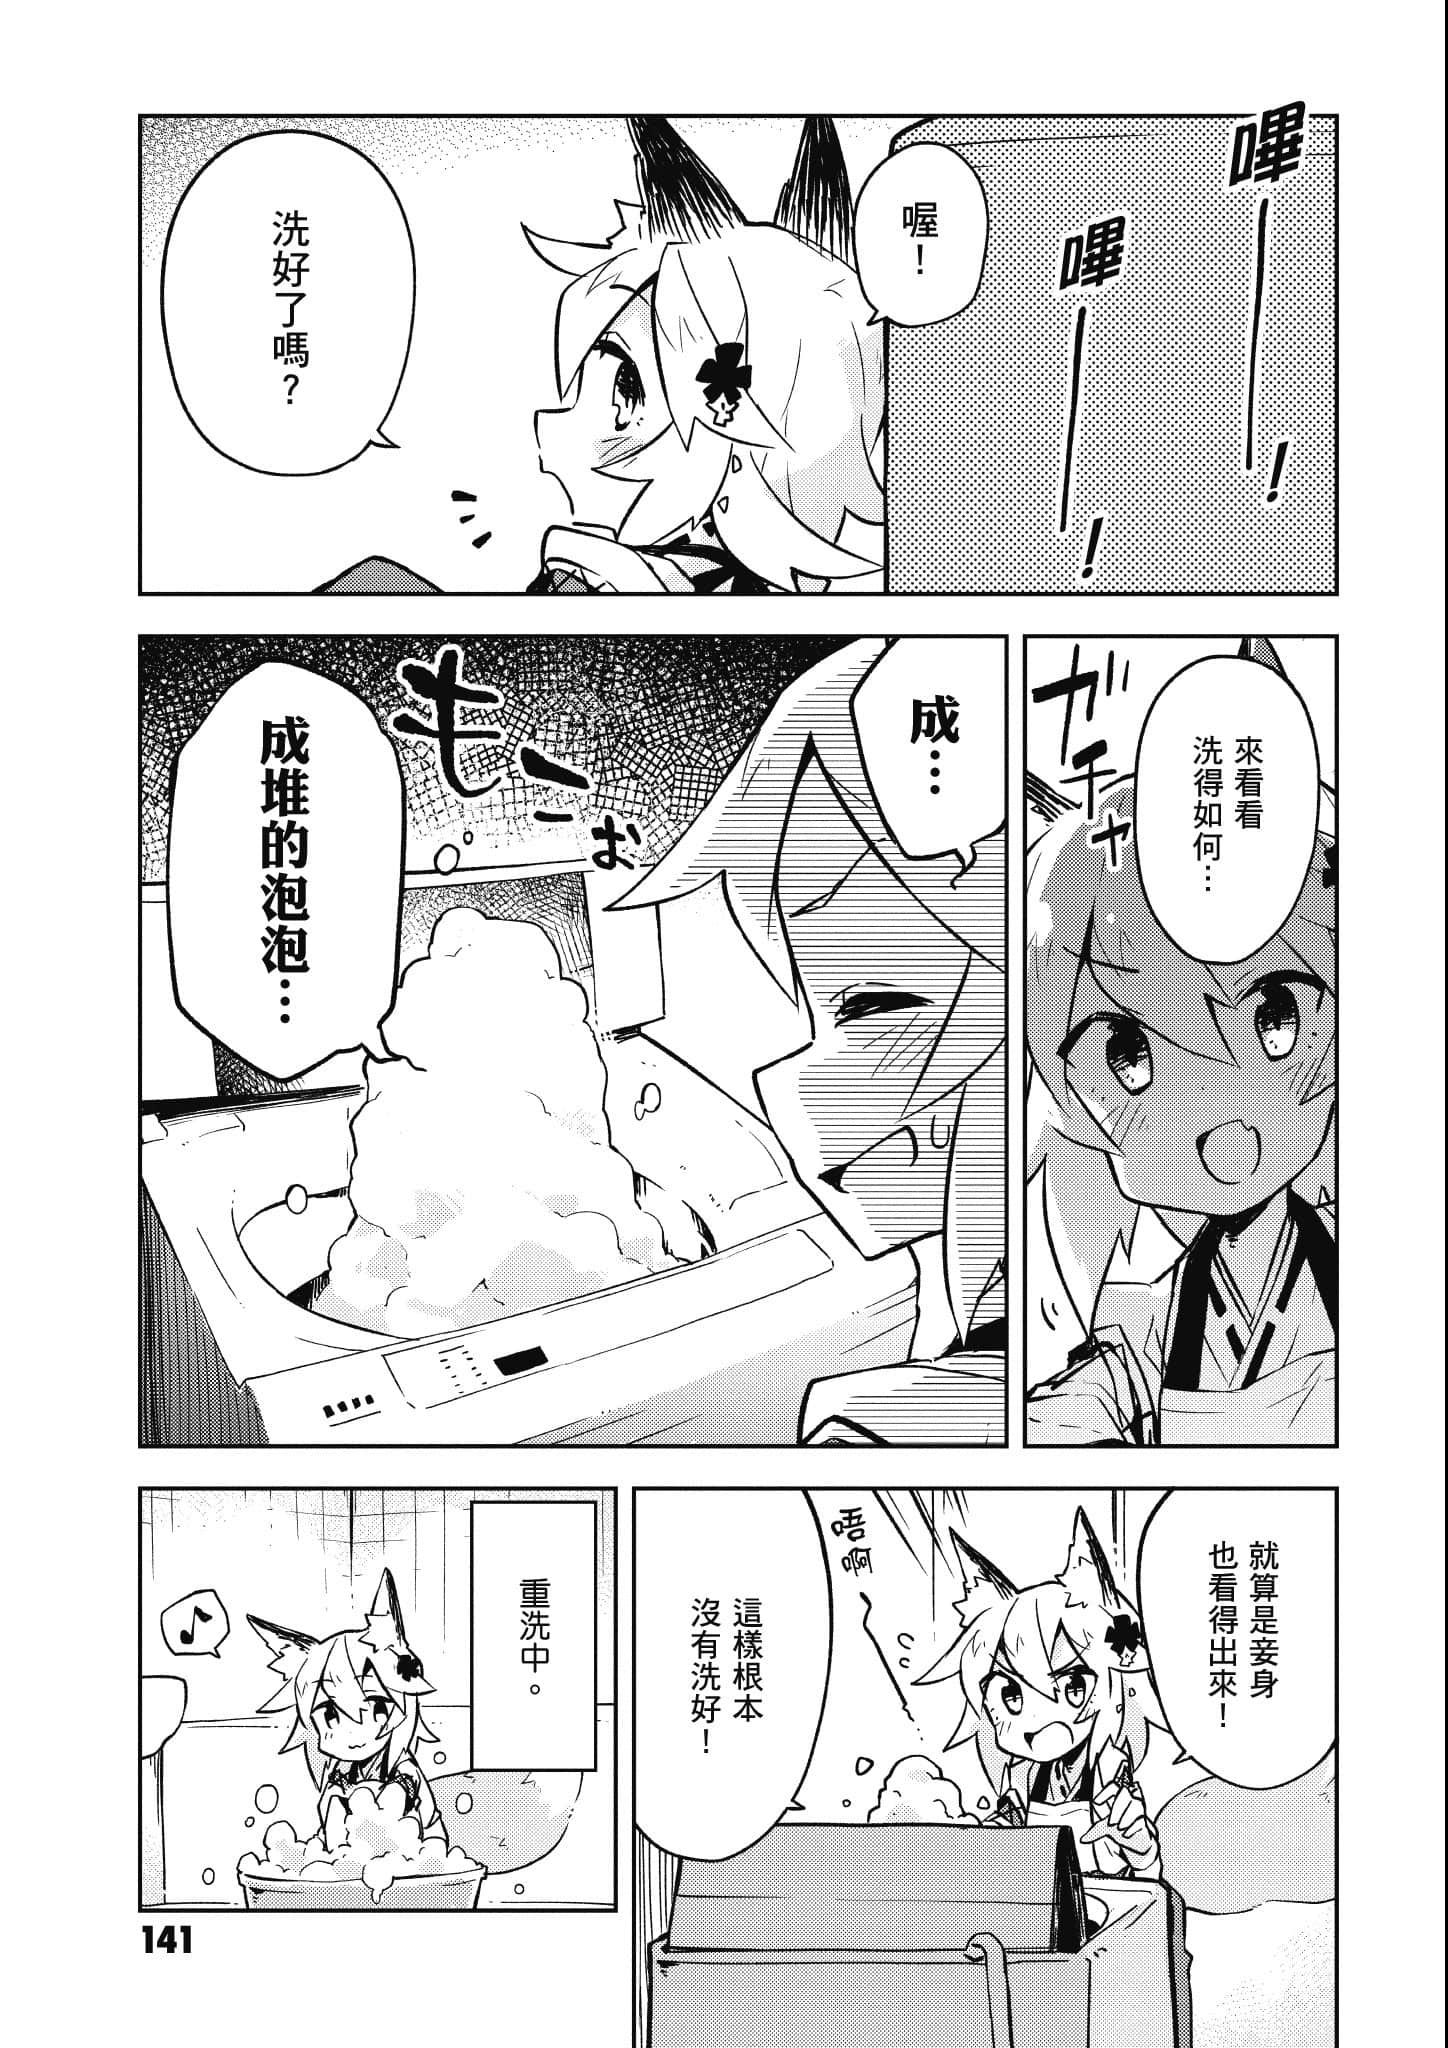 嗶
——！
嗶
——！
喔！
洗好了嗎？
來看看
洗得如何…
ガチャ
成…
もこぉ
成堆的泡泡…
就算是妾身
也看得出來！
唔啊
這樣根本
沒有洗好！
重洗中。
141